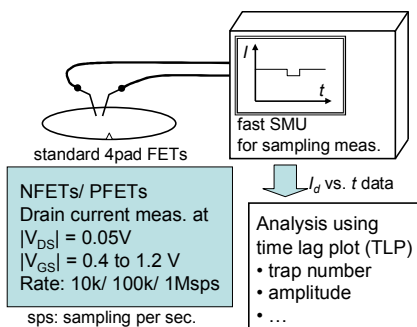 I
t
fast SMU
for sampling meas.
standard 4pad FETs
NFETs/ PFETs
Drain current meas. at
|VDS| = 0.05V
|VGS| = 0.4 to 1.2 V
Rate: 10k/ 100k/ 1Msps
sps: sampling per sec.
Id vs. t data
Analysis using
time lag plot (TLP)
• trap number
• amplitude
• ...